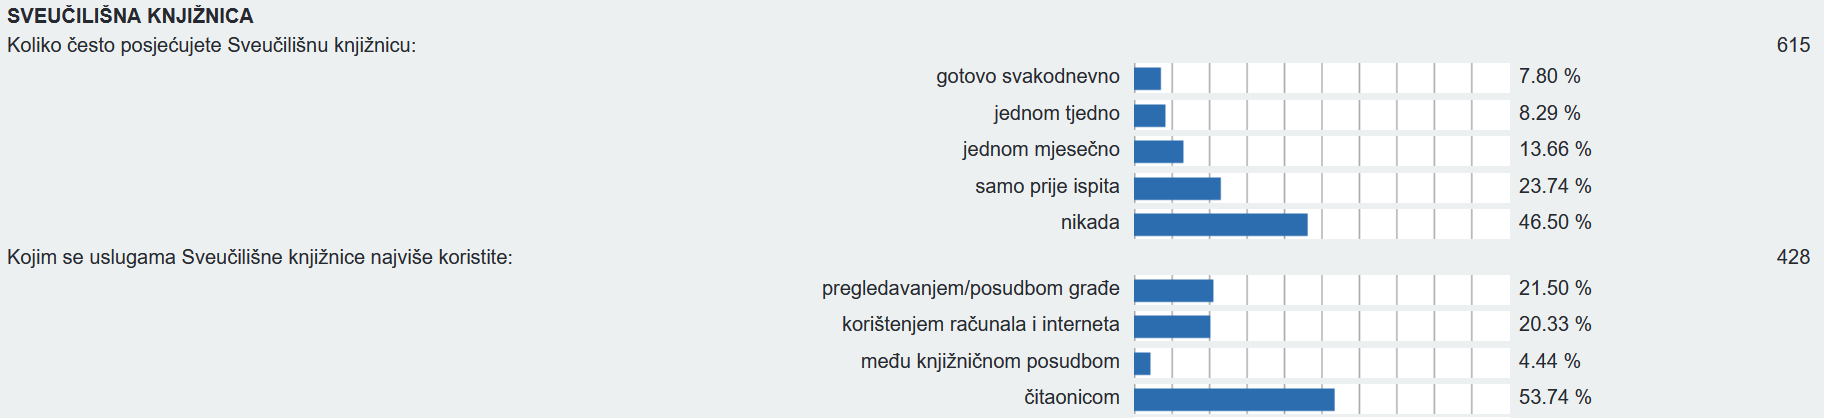 SVEUČILIŠNA KNJIŽNICA
Koliko često posjećujete Sveučilišnu knjižnicu: 615
gotovo svakodnevno 7.80 %
jednom tjedno 8.29 %
jednom mjesečno 13.66 %
samo prije ispita 23.74 %
nikada 46.50 %
Kojim se uslugama Sveučilišne knjižnice najviše koristite: 428
pregledavanjem/posudbom građe 21.50 %
korištenjem računala i interneta 20.33 %
među knjižničnom posudbom 4.44 %
čitaonicom 53.74 %